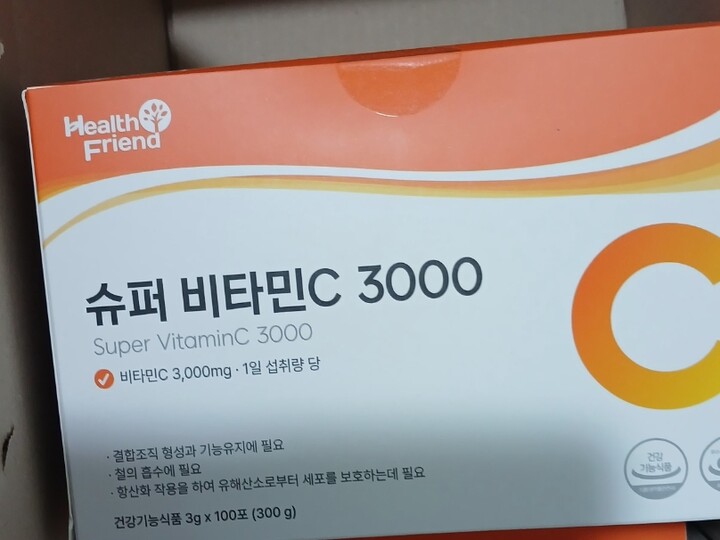 Health
Friend
슈퍼 비타민C 3000
Super VitaminC 3000
비타민C 3,000mg · 1일 섭취량 당
· 결합조직 형성과 기능유지에 필요
· 철의 흡수에 필요
· 항산화 작용을 하여 유해산소로부터 세포를 보호하는데 필요
건강기능식품 3g x 100포 (300 g)
건강
기능식품